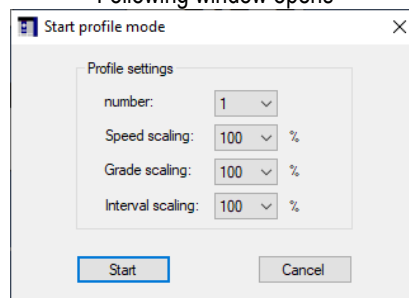 Following window opens
Start profile mode
Profile settings
number: 1
Speed scaling: 100 %
Grade scaling: 100 %
Interval scaling: 100 %
Start Cancel